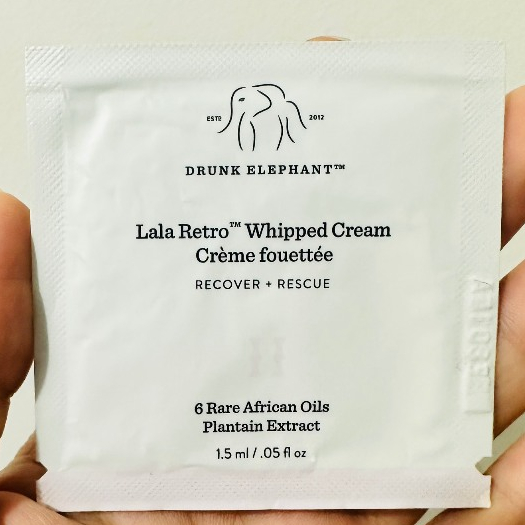 ESTD 2012
DRUNK ELEPHANT™
Lala Retro™ Whipped Cream
Crème fouettée
RECOVER + RESCUE
6 Rare African Oils
Plantain Extract
1.5 ml / .05 fl oz